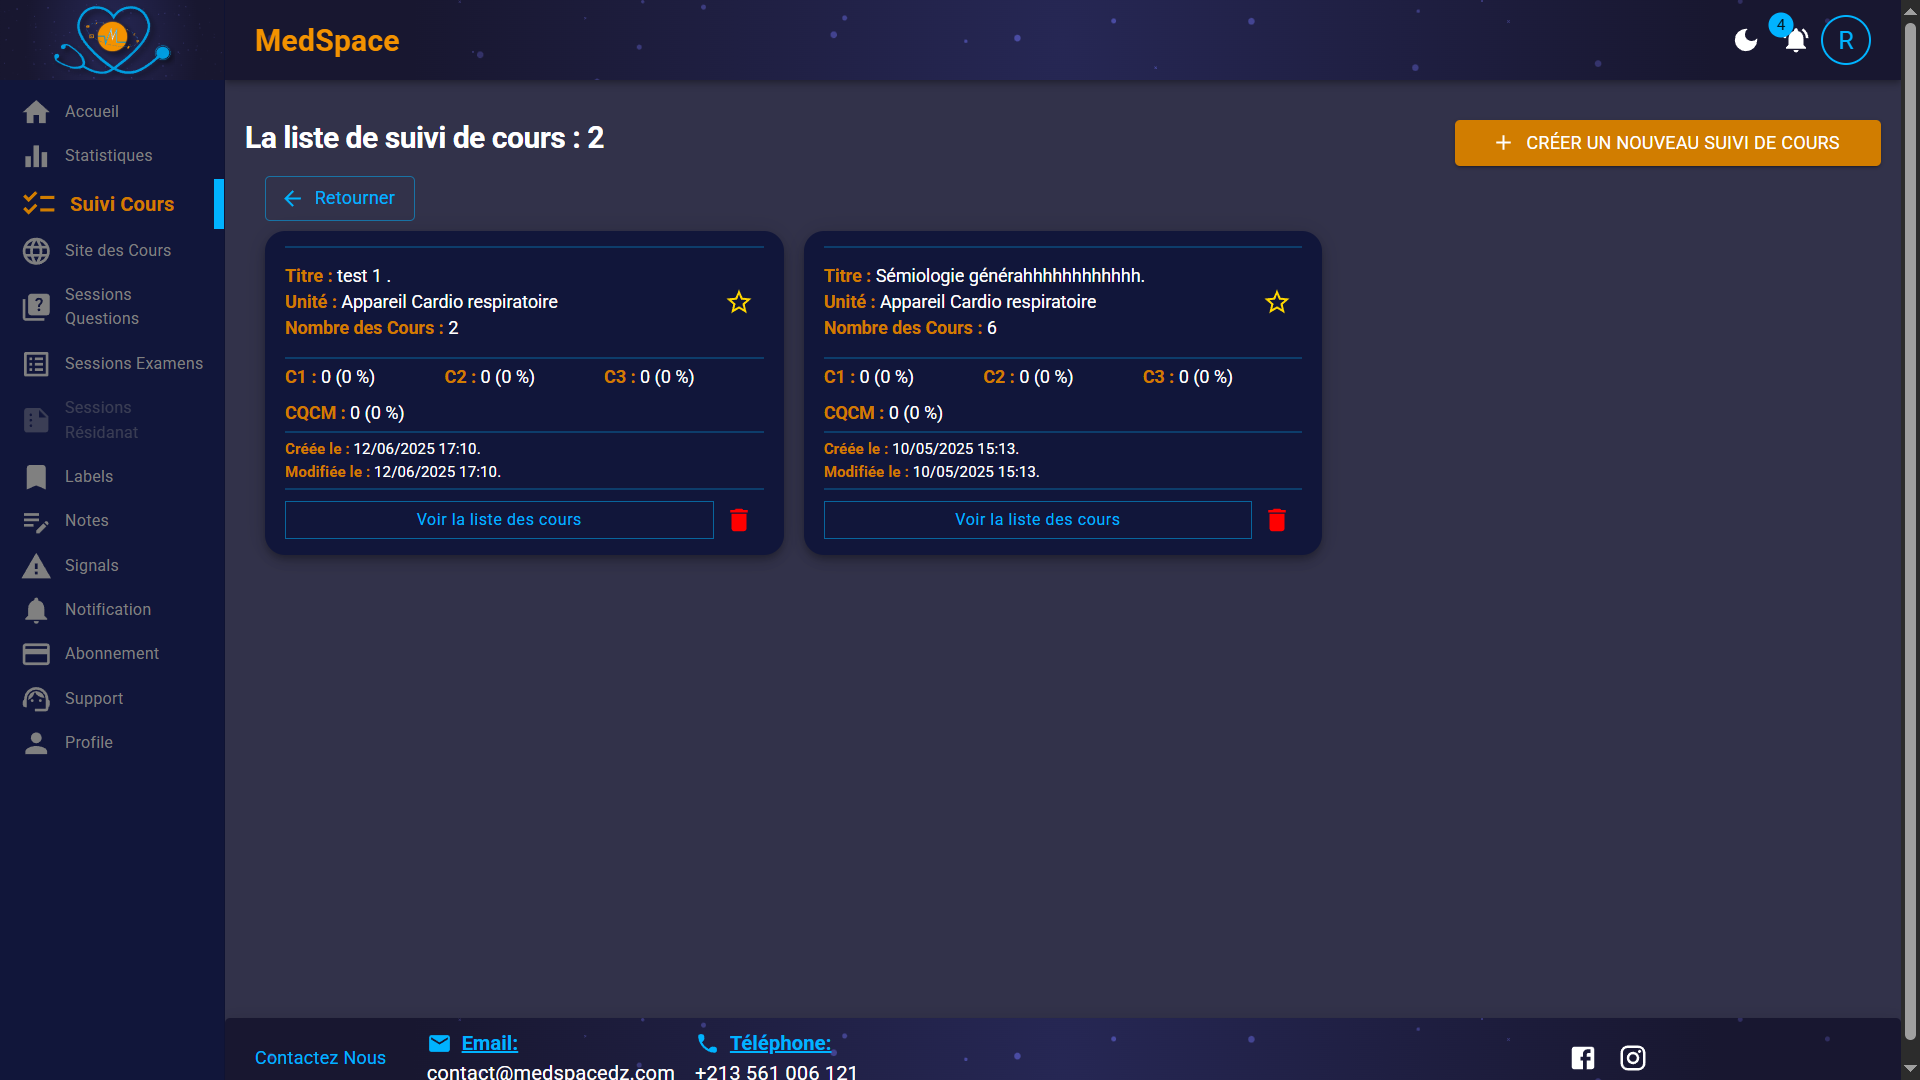 MedSpace
4
R
Accueil
Statistiques
Suivi Cours
Site des Cours
Sessions
Questions
Sessions Examens
Sessions
Résidanat
Labels
Notes
Signals
Notification
Abonnement
Support
Profile
La liste de suivi de cours : 2
+ CRÉER UN NOUVEAU SUIVI DE COURS
← Retourner
Titre : test 1 .
Unité : Appareil Cardio respiratoire
Nombre des Cours : 2
C1 : 0 (0 %) C2 : 0 (0 %) C3 : 0 (0 %)
CQCM : 0 (0 %)
Créée le : 12/06/2025 17:10.
Modifiée le : 12/06/2025 17:10.
Voir la liste des cours
Titre : Sémiologie générahhhhhhhhhhhh.
Unité : Appareil Cardio respiratoire
Nombre des Cours : 6
C1 : 0 (0 %) C2 : 0 (0 %) C3 : 0 (0 %)
CQCM : 0 (0 %)
Créée le : 10/05/2025 15:13.
Modifiée le : 10/05/2025 15:13.
Voir la liste des cours
Contactez Nous
Email:
contact@medspacedz.com
Téléphone:
+213 561 006 121